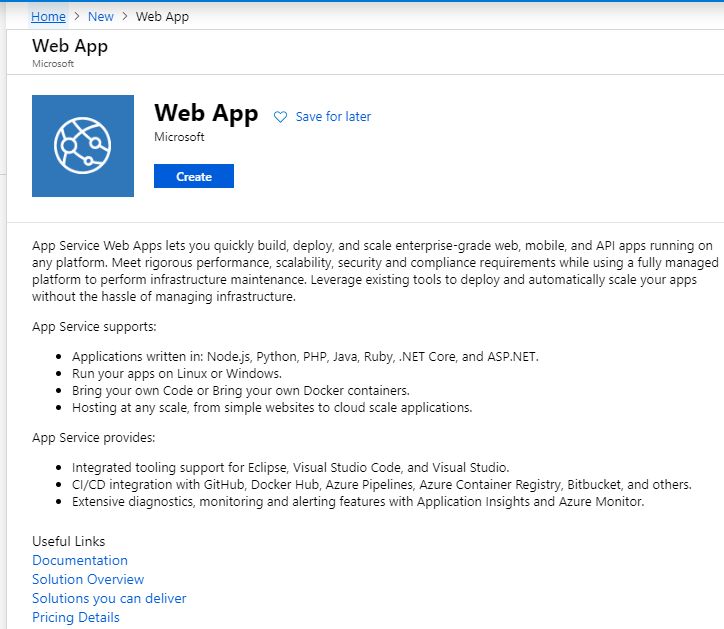 Home > New > Web App
Web App
Microsoft
Web App
Save for later
Microsoft
Create
App Service Web Apps lets you quickly build, deploy, and scale enterprise-grade web, mobile, and API apps running on
any platform. Meet rigorous performance, scalability, security and compliance requirements while using a fully managed
platform to perform infrastructure maintenance. Leverage existing tools to deploy and automatically scale your apps
without the hassle of managing infrastructure.
App Service supports:
• Applications written in: Node.js, Python, PHP, Java, Ruby, .NET Core, and ASP.NET.
• Run your apps on Linux or Windows.
• Bring your own Code or Bring your own Docker containers.
• Hosting at any scale, from simple websites to cloud scale applications.
App Service provides:
• Integrated tooling support for Eclipse, Visual Studio Code, and Visual Studio.
• CI/CD integration with GitHub, Docker Hub, Azure Pipelines, Azure Container Registry, Bitbucket, and others.
• Extensive diagnostics, monitoring and alerting features with Application Insights and Azure Monitor.
Useful Links
Documentation
Solution Overview
Solutions you can deliver
Pricing Details